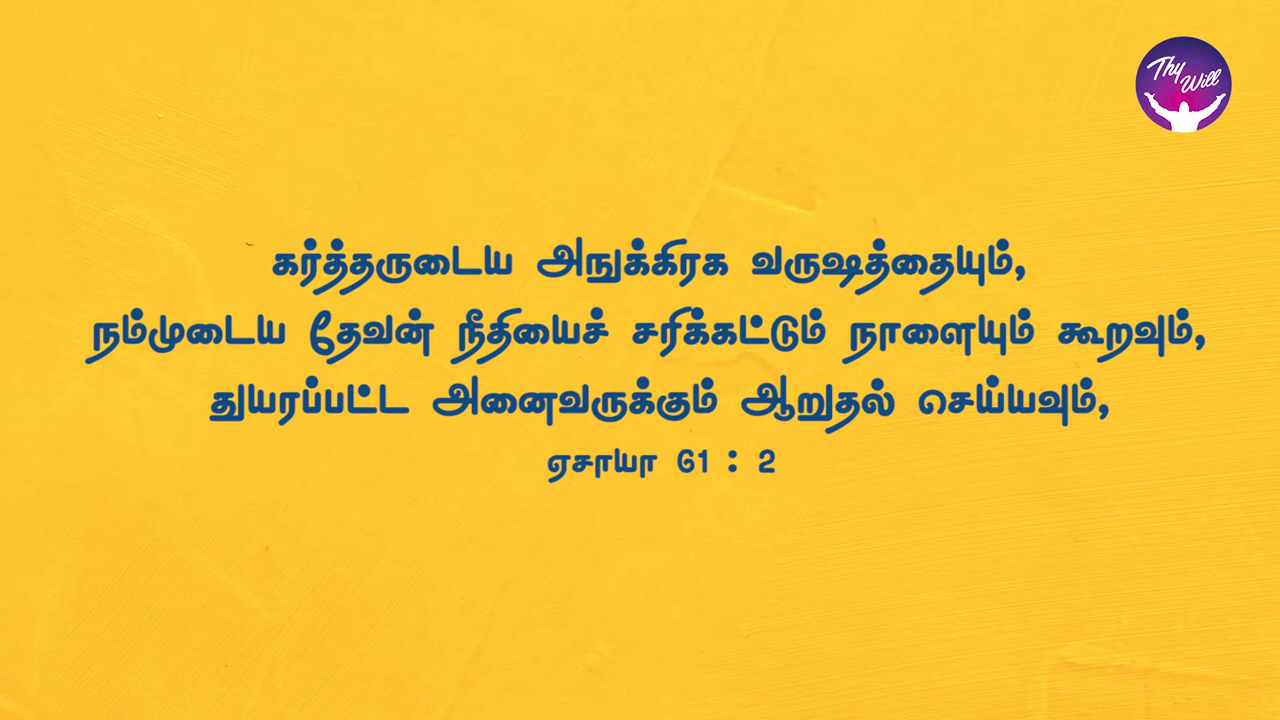 Thy Will
கர்த்தருடைய அநுக்கிரக வருஷத்தையும்,
நம்முடைய தேவன் நீதியைச் சரிக்கட்டும் நாளையும் கூறவும்,
துயரப்பட்ட அனைவருக்கும் ஆறுதல் செய்யவும்,
ஏசாயா 61 : 2